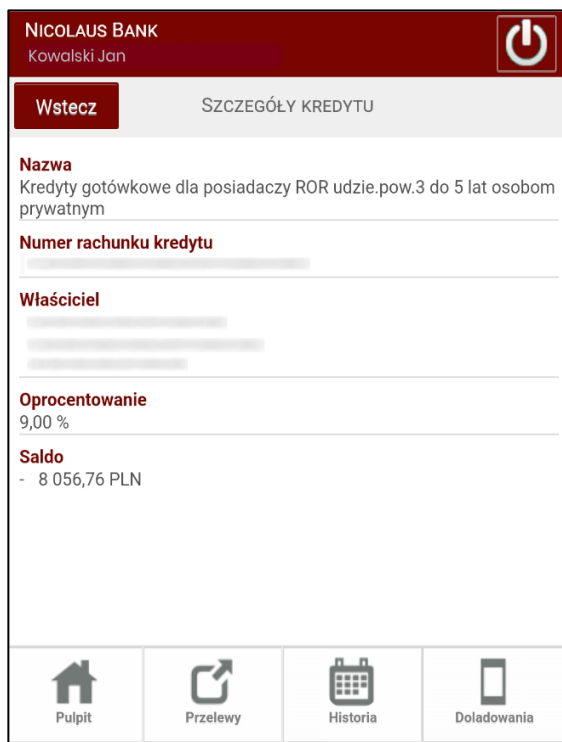 NICOLAUS BANK
Kowalski Jan
Wstecz
SZCZEGÓŁY KREDYTU
Nazwa
Kredyty gotówkowe dla posiadaczy ROR udzie.pow.3 do 5 lat osobom
prywatnym
Numer rachunku kredytu
Właściciel
Oprocentowanie
9,00 %
Saldo
- 8 056,76 PLN
Pulpit
Przelewy
Historia
Doladowania